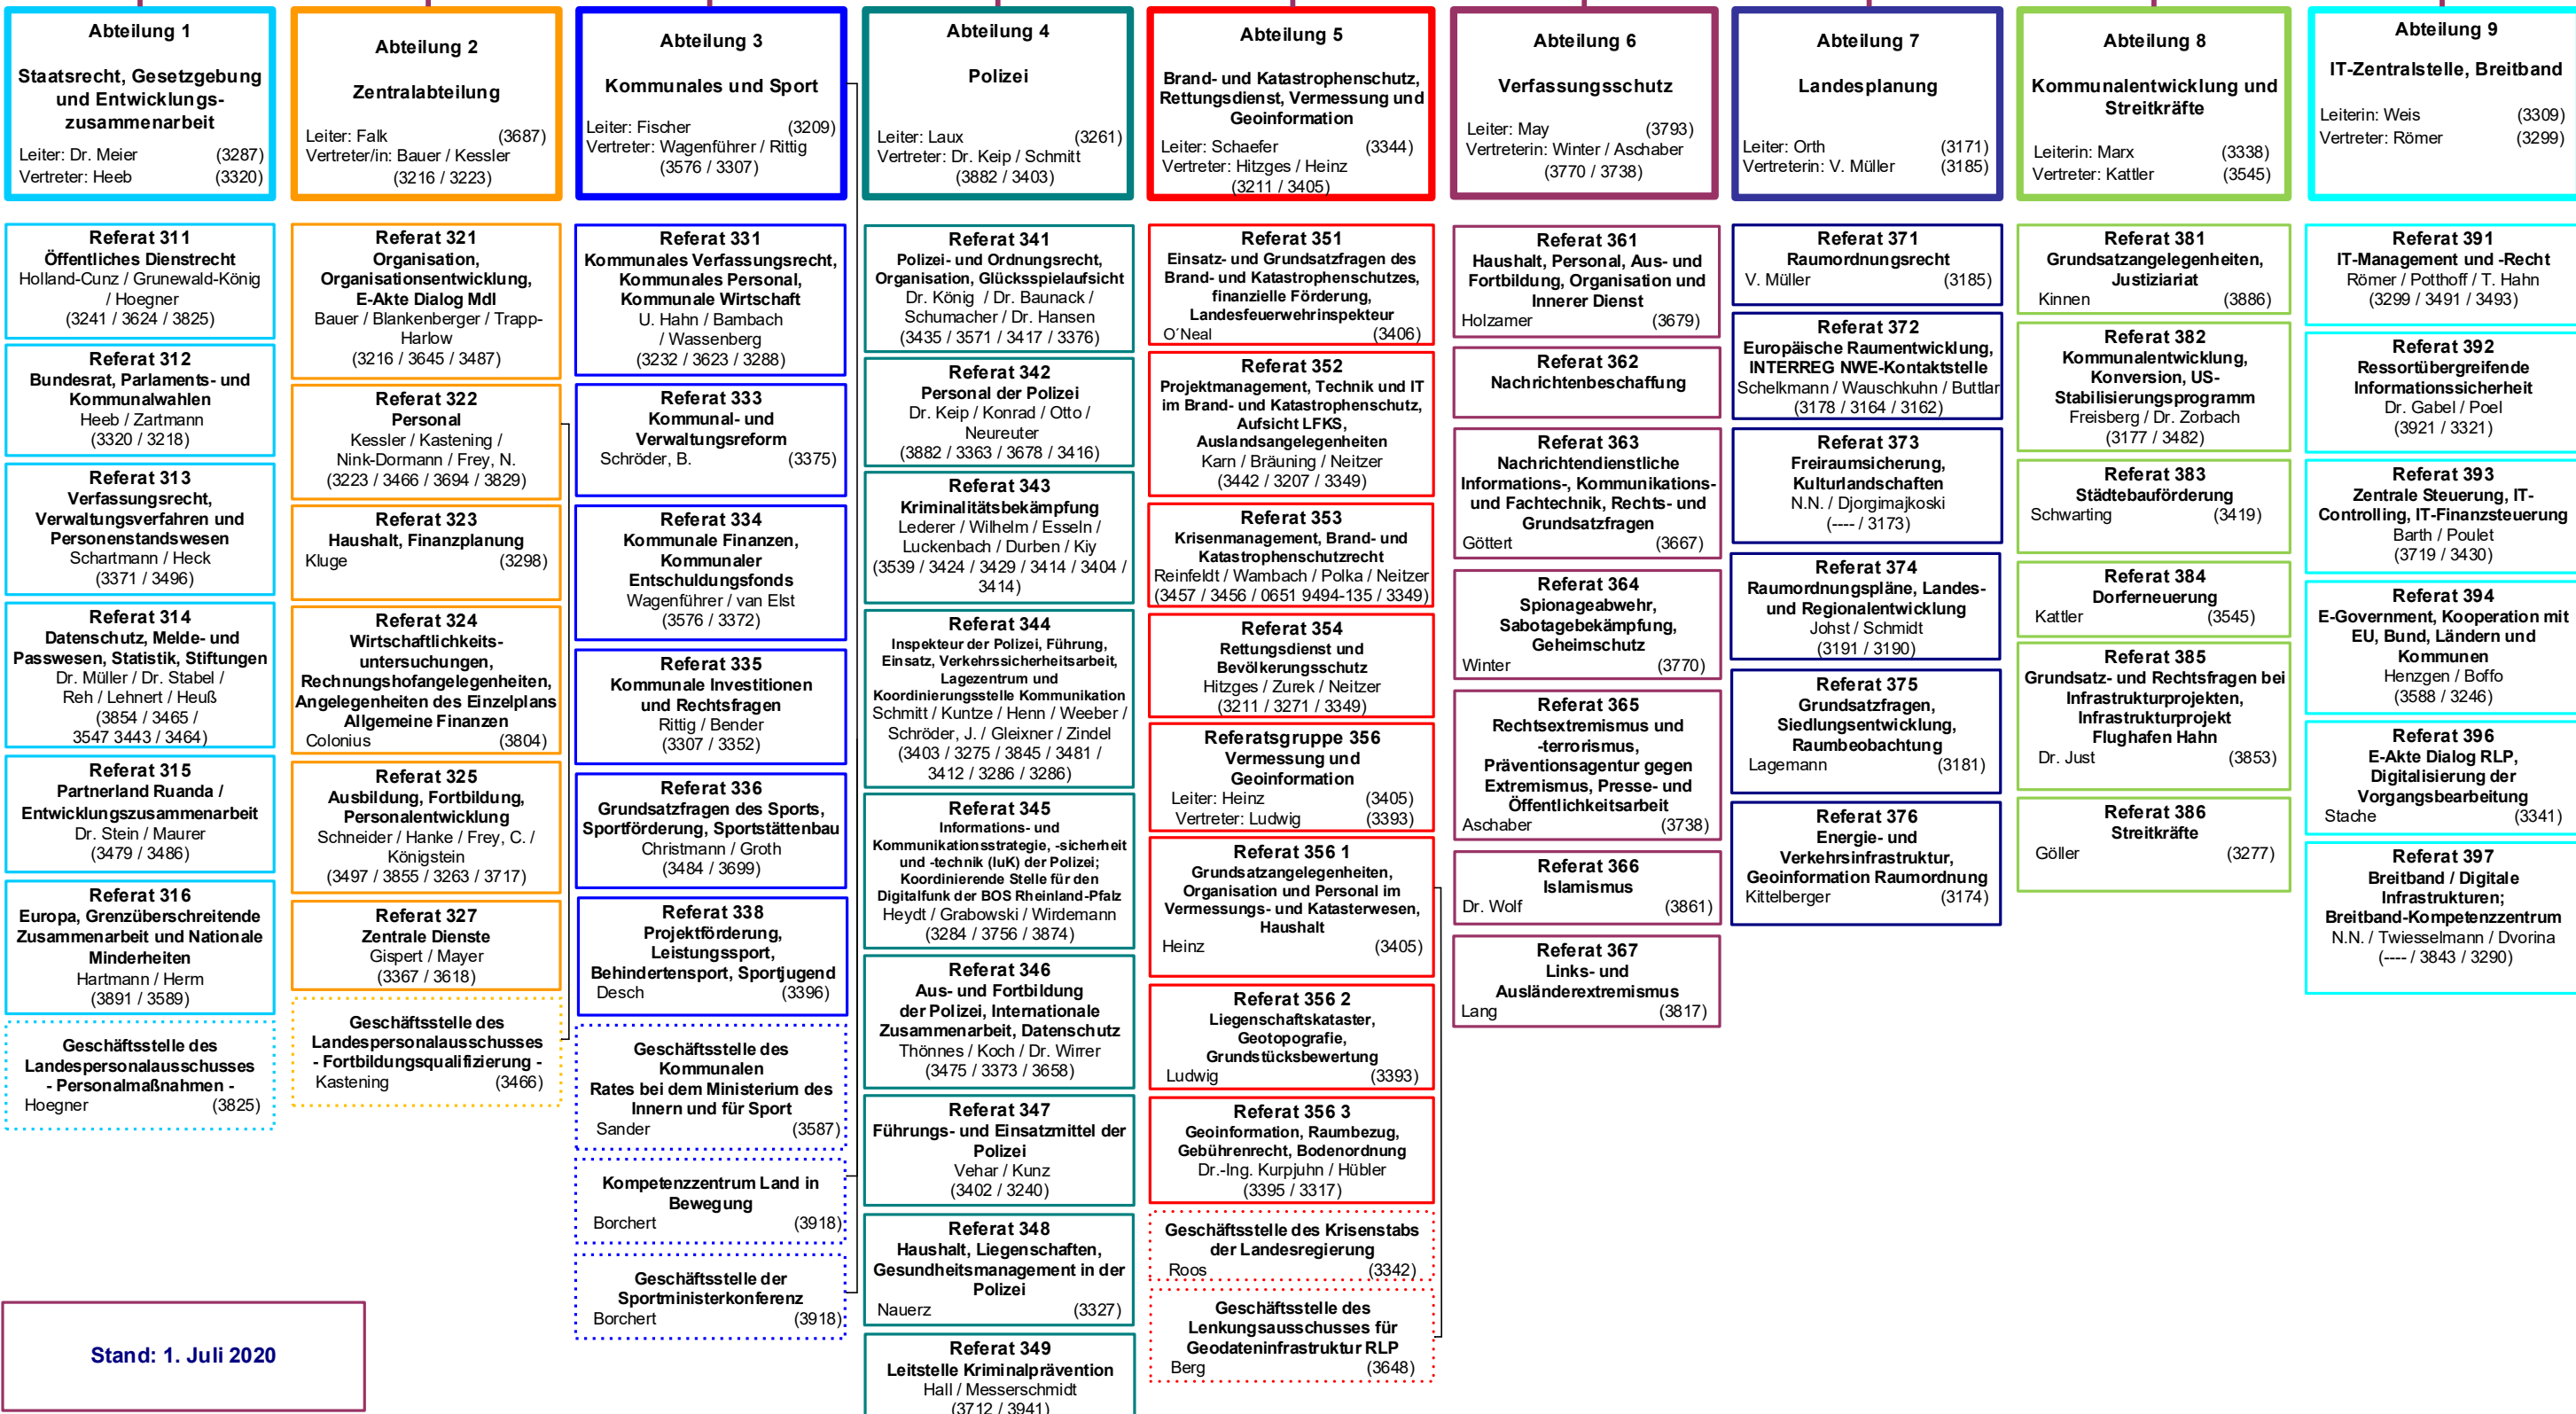 Abteilung 1
Staatsrecht, Gesetzgebung
und Entwicklungs-
zusammenarbeit
Leiter: Dr. Meier (3287)
Vertreter: Heeb (3320)
Referat 311
Öffentliches Dienstrecht
Holland-Cunz / Grunewald-König
/ Hoegner
(3241 / 3624 / 3825)
Referat 312
Bundesrat, Parlaments- und
Kommunalwahlen
Heeb / Zartmann
(3320 / 3218)
Referat 313
Verfassungsrecht,
Verwaltungsverfahren und
Personenstandswesen
Schartmann / Heck
(3371 / 3496)
Referat 314
Datenschutz, Melde- und
Passwesen, Statistik, Stiftungen
Dr. Müller / Dr. Stabel /
Reh / Lehnert / Heuß
(3854 / 3465 /
3547 3443 / 3464)
Referat 315
Partnerland Ruanda /
Entwicklungszusammenarbeit
Dr. Stein / Maurer
(3479 / 3486)
Referat 316
Europa, Grenzüberschreitende
Zusammenarbeit und Nationale
Minderheiten
Hartmann / Herm
(3891 / 3589)
Geschäftsstelle des
Landespersonalausschusses
- Personalmaßnahmen -
Hoegner (3825)
Stand: 1. Juli 2020
Abteilung 2
Zentralabteilung
Leiter: Falk (3687)
Vertreter/in: Bauer / Kessler
(3216 / 3223)
Referat 321
Organisation,
Organisationsentwicklung,
E-Akte Dialog MdI
Bauer / Blankenberger / Trapp-
Harlow
(3216 / 3645 / 3487)
Referat 322
Personal
Kessler / Kastening /
Nink-Dormann / Frey, N.
(3223 / 3466 / 3694 / 3829)
Referat 323
Haushalt, Finanzplanung
Kluge (3298)
Referat 324
Wirtschaftlichkeits-
untersuchungen,
Rechnungshofangelegenheiten,
Angelegenheiten des Einzelplans
Allgemeine Finanzen
Colonius (3804)
Referat 325
Ausbildung, Fortbildung,
Personalentwicklung
Schneider / Hanke / Frey, C. /
Königstein
(3497 / 3855 / 3263 / 3717)
Referat 327
Zentrale Dienste
Gispert / Mayer
(3367 / 3618)
Geschäftsstelle des
Landespersonalausschusses
- Fortbildungsqualifizierung -
Kastening (3466)
Abteilung 3
Kommunales und Sport
Leiter: Fischer (3209)
Vertreter: Wagenführer / Rittig
(3576 / 3307)
Referat 331
Kommunales Verfassungsrecht,
Kommunales Personal,
Kommunale Wirtschaft
U. Hahn / Bambach
/ Wassenberg
(3232 / 3623 / 3288)
Referat 333
Kommunal- und
Verwaltungsreform
Schröder, B. (3375)
Referat 334
Kommunale Finanzen,
Kommunaler
Entschuldungsfonds
Wagenführer / van Elst
(3576 / 3372)
Referat 335
Kommunale Investitionen
und Rechtsfragen
Rittig / Bender
(3307 / 3352)
Referat 336
Grundsatzfragen des Sports,
Sportförderung, Sportstättenbau
Christmann / Groth
(3484 / 3699)
Referat 338
Projektförderung,
Leistungssport,
Behindertensport, Sportjugend
Desch (3396)
Geschäftsstelle des
Kommunalen
Rates bei dem Ministerium des
Innern und für Sport
Sander (3587)
Kompetenzzentrum Land in
Bewegung
Borchert (3918)
Geschäftsstelle der
Sportministerkonferenz
Borchert (3918)
Abteilung 4
Polizei
Leiter: Laux (3261)
Vertreter: Dr. Keip / Schmitt
(3882 / 3403)
Referat 341
Polizei- und Ordnungsrecht,
Organisation, Glücksspielaufsicht
Dr. König / Dr. Baunack /
Schumacher / Dr. Hansen
(3435 / 3571 / 3417 / 3376)
Referat 342
Personal der Polizei
Dr. Keip / Konrad / Otto /
Neureuter
(3882 / 3363 / 3678 / 3416)
Referat 343
Kriminalitätsbekämpfung
Lederer / Wilhelm / Esseln /
Luckenbach / Durben / Kiy
(3539 / 3424 / 3429 / 3414 / 3404 /
3414)
Referat 344
Inspekteur der Polizei, Führung,
Einsatz, Verkehrssicherheitsarbeit,
Lagezentrum und
Koordinierungsstelle Kommunikation
Schmitt / Kuntze / Henn / Weeber /
Schröder, J. / Gleixner / Zindel
(3403 / 3275 / 3845 / 3481 /
3412 / 3286 / 3286)
Referat 345
Informations- und
Kommunikationsstrategie, -sicherheit
und -technik (IuK) der Polizei;
Koordinierende Stelle für den
Digitalfunk der BOS Rheinland-Pfalz
Heydt / Grabowski / Wirdemann
(3284 / 3756 / 3874)
Referat 346
Aus- und Fortbildung
der Polizei, Internationale
Zusammenarbeit, Datenschutz
Thönnes / Koch / Dr. Wirrer
(3475 / 3373 / 3658)
Referat 347
Führungs- und Einsatzmittel der
Polizei
Vehar / Kunz
(3402 / 3240)
Referat 348
Haushalt, Liegenschaften,
Gesundheitsmanagement in der
Polizei
Nauerz (3327)
Referat 349
Leitstelle Kriminalprävention
Hall / Messerschmidt
(3712 / 3941)
Abteilung 5
Brand- und Katastrophenschutz,
Rettungsdienst, Vermessung und
Geoinformation
Leiter: Schaefer (3344)
Vertreter: Hitzges / Heinz
(3211 / 3405)
Referat 351
Einsatz- und Grundsatzfragen des
Brand- und Katastrophenschutzes,
finanzielle Förderung,
Landesfeuerwehrinspekteur
O´Neal (3406)
Referat 352
Projektmanagement, Technik und IT
im Brand- und Katastrophenschutz,
Aufsicht LFKS,
Auslandsangelegenheiten
Karn / Bräuning / Neitzer
(3442 / 3207 / 3349)
Referat 353
Krisenmanagement, Brand- und
Katastrophenschutzrecht
Reinfeldt / Wambach / Polka / Neitzer
(3457 / 3456 / 0651 9494-135 / 3349)
Referat 354
Rettungsdienst und
Bevölkerungsschutz
Hitzges / Zurek / Neitzer
(3211 / 3271 / 3349)
Referatsgruppe 356
Vermessung und
Geoinformation
Leiter: Heinz (3405)
Vertreter: Ludwig (3393)
Referat 356 1
Grundsatzangelegenheiten,
Organisation und Personal im
Vermessungs- und Katasterwesen,
Haushalt
Heinz (3405)
Referat 356 2
Liegenschaftskataster,
Geotopografie,
Grundstücksbewertung
Ludwig (3393)
Referat 356 3
Geoinformation, Raumbezug,
Gebührenrecht, Bodenordnung
Dr.-Ing. Kurpjuhn / Hübler
(3395 / 3317)
Geschäftsstelle des Krisenstabs
der Landesregierung
Roos (3342)
Geschäftsstelle des
Lenkungsausschusses für
Geodateninfrastruktur RLP
Berg (3648)
Abteilung 6
Verfassungsschutz
Leiter: May (3793)
Vertreterin: Winter / Aschaber
(3770 / 3738)
Referat 361
Haushalt, Personal, Aus- und
Fortbildung, Organisation und
Innerer Dienst
Holzamer (3679)
Referat 362
Nachrichtenbeschaffung
Referat 363
Nachrichtendienstliche
Informations-, Kommunikations-
und Fachtechnik, Rechts- und
Grundsatzfragen
Göttert (3667)
Referat 364
Spionageabwehr,
Sabotagebekämpfung,
Geheimschutz
Winter (3770)
Referat 365
Rechtsextremismus und
-terrorismus,
Präventionsagentur gegen
Extremismus, Presse- und
Öffentlichkeitsarbeit
Aschaber (3738)
Referat 366
Islamismus
Dr. Wolf (3861)
Referat 367
Links- und
Ausländerextremismus
Lang (3817)
Abteilung 7
Landesplanung
Leiter: Orth (3171)
Vertreterin: V. Müller (3185)
Referat 371
Raumordnungsrecht
V. Müller (3185)
Referat 372
Europäische Raumentwicklung,
INTERREG NWE-Kontaktstelle
Schelkmann / Wauschkuhn / Buttlar
(3178 / 3164 / 3162)
Referat 373
Freiraumsicherung,
Kulturlandschaften
N.N. / Djorgimajkoski
(---- / 3173)
Referat 374
Raumordnungspläne, Landes-
und Regionalentwicklung
Johst / Schmidt
(3191 / 3190)
Referat 375
Grundsatzfragen,
Siedlungsentwicklung,
Raumbeobachtung
Lagemann (3181)
Referat 376
Energie- und
Verkehrsinfrastruktur,
Geoinformation Raumordnung
Kittelberger (3174)
Abteilung 8
Kommunalentwicklung und
Streitkräfte
Leiterin: Marx (3338)
Vertreter: Kattler (3545)
Referat 381
Grundsatzangelegenheiten,
Justiziariat
Kinnen (3886)
Referat 382
Kommunalentwicklung,
Konversion, US-
Stabilisierungsprogramm
Freisberg / Dr. Zorbach
(3177 / 3482)
Referat 383
Städtebauförderung
Schwarting (3419)
Referat 384
Dorferneuerung
Kattler (3545)
Referat 385
Grundsatz- und Rechtsfragen bei
Infrastrukturprojekten,
Infrastrukturprojekt
Flughafen Hahn
Dr. Just (3853)
Referat 386
Streitkräfte
Göller (3277)
Abteilung 9
IT-Zentralstelle, Breitband
Leiterin: Weis (3309)
Vertreter: Römer (3299)
Referat 391
IT-Management und -Recht
Römer / Potthoff / T. Hahn
(3299 / 3491 / 3493)
Referat 392
Ressortübergreifende
Informationssicherheit
Dr. Gabel / Poel
(3921 / 3321)
Referat 393
Zentrale Steuerung, IT-
Controlling, IT-Finanzsteuerung
Barth / Poulet
(3719 / 3430)
Referat 394
E-Government, Kooperation mit
EU, Bund, Ländern und
Kommunen
Henzgen / Boffo
(3588 / 3246)
Referat 396
E-Akte Dialog RLP,
Digitalisierung der
Vorgangsbearbeitung
Stache (3341)
Referat 397
Breitband / Digitale
Infrastrukturen;
Breitband-Kompetenzzentrum
N.N. / Twiesselmann / Dvorina
(---- / 3843 / 3290)